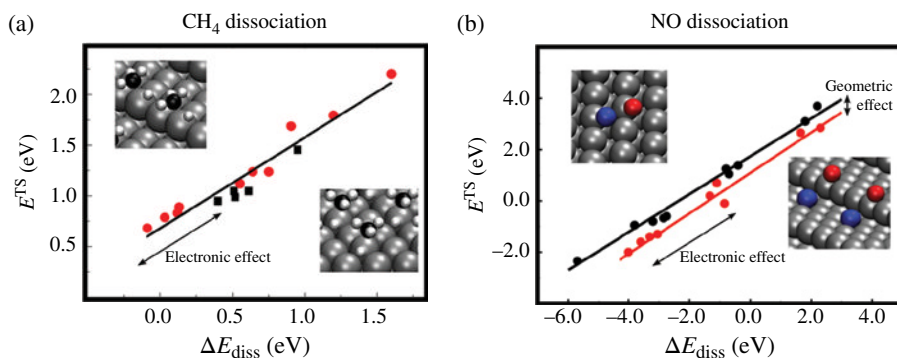 (a)
CH₄ dissociation
2.0
1.5
1.0
0.5
Eᵀˢ (eV)
Electronic effect
0.0
0.5
1.0
1.5
ΔE_diss (eV)
(b)
NO dissociation
4.0
2.0
0.0
−2.0
Eᵀˢ (eV)
Geometric
effect
Electronic effect
−6.0
−4.0
−2.0
0.0
2.0
4.0
ΔE_diss (eV)